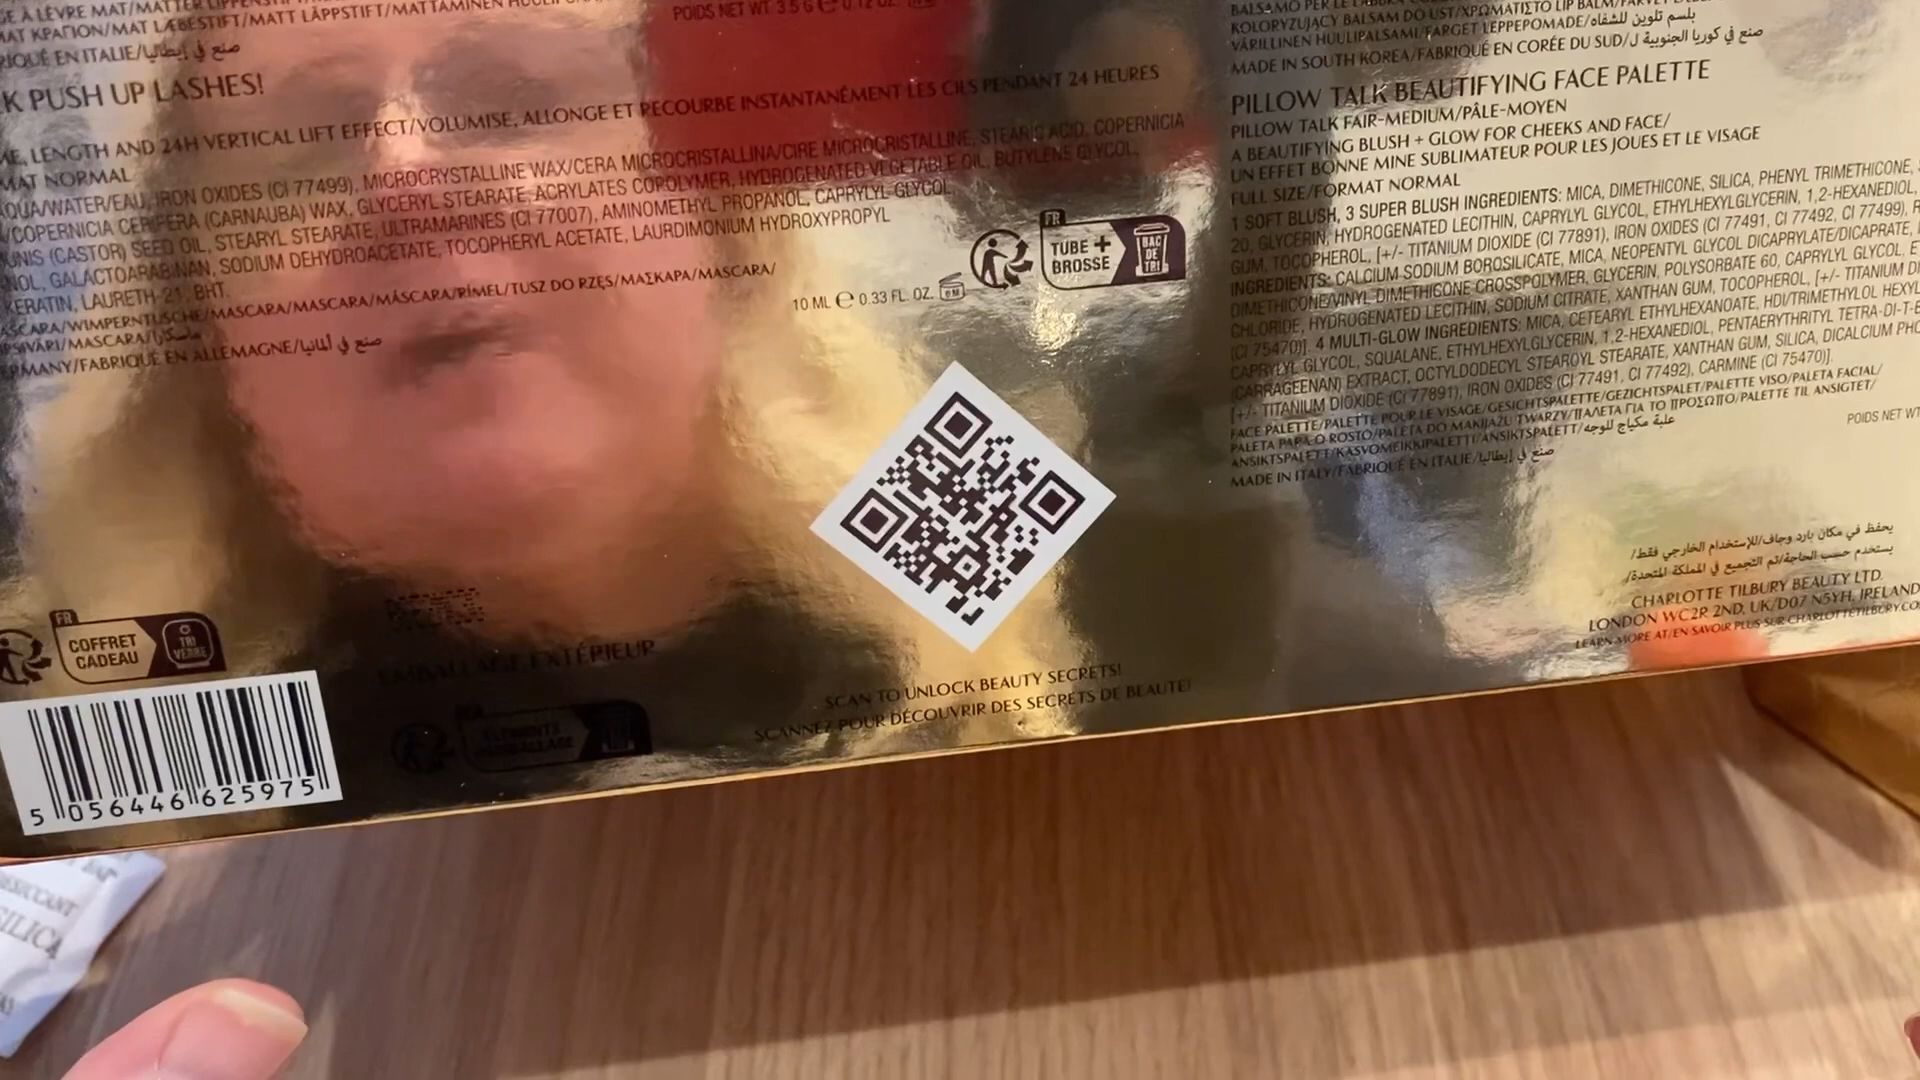 MAT ΚΡΑΓΙΟΝ/MAT LÆBESTIFT/MATT LÄPPSTIFT/MATTAMINEN
EN ITALIE/صنع في إيطاليا
POIDS NET WT. 3.5 G ℮ 0.12 OZ.
K PUSH UP LASHES!
LENGTH AND 24H VERTICAL LIFT EFFECT/VOLUMISE, ALLONGE ET RECOURBE INSTANTANÉMENT LES CILS PENDANT 24 HEURES
MAT NORMAL
AQUA/WATER/EAU, IRON OXIDES (CI 77499), MICROCRYSTALLINE WAX/CERA MICROCRISTALLINA/CIRE MICROCRISTALLINE, STEARIC ACID, COPERNICIA
/COPERNICIA CERIFERA (CARNAUBA) WAX, GLYCERYL STEARATE, ACRYLATES COPOLYMER, HYDROGENATED VEGETABLE OIL, BUTYLENE GLYCOL,
(CASTOR) SEED OIL, STEARYL STEARATE, ULTRAMARINES (CI 77007), AMINOMETHYL PROPANOL, CAPRYLYL GLYCOL,
NOL, GALACTOARABINAN, SODIUM DEHYDROACETATE, TOCOPHERYL ACETATE, LAURDIMONIUM HYDROXYPROPYL
KERATIN, LAURETH-21, BHT.
/WIMPERNTUSCHE/MASCARA/MÁSCARA/RÍMEL/TUSZ DO RZĘS/ΜΑΣΚΑΡΑ/MASCARA/
/MASCARA/ماسكارا
/FABRIQUÉ EN ALLEMAGNE/صنع في ألمانيا
10 ML ℮ 0.33 FL. OZ. 6M
FR
TUBE +
BROSSE
BAC
DE
TRI
FR
COFFRET
CADEAU
TRI
VERRE
5 056446 625975
EMBALLAGE EXTÉRIEUR
ÉLÉMENTS
D'EMBALLAGE
SCAN TO UNLOCK BEAUTY SECRETS!
SCANNEZ POUR DÉCOUVRIR DES SECRETS DE BEAUTÉ!
KOLORYZUJĄCY BALSAM DO UST/ΧΡΩΜΑΤΙΣΤΟ LIP BALM/
VÄRILLINEN HUULIPALSAMI/FARGET LEPPEPOMADE/بلسم تلوين للشفاه
MADE IN SOUTH KOREA/FABRIQUÉ EN CORÉE DU SUD/صنع في كوريا الجنوبية
PILLOW TALK BEAUTIFYING FACE PALETTE
PILLOW TALK FAIR-MEDIUM/PÂLE-MOYEN
A BEAUTIFYING BLUSH + GLOW FOR CHEEKS AND FACE/
UN EFFET BONNE MINE SUBLIMATEUR POUR LES JOUES ET LE VISAGE
FULL SIZE/FORMAT NORMAL
1 SOFT BLUSH, 3 SUPER BLUSH INGREDIENTS: MICA, DIMETHICONE, SILICA, PHENYL TRIMETHICONE,
20, GLYCERIN, HYDROGENATED LECITHIN, CAPRYLYL GLYCOL, ETHYLHEXYLGLYCERIN, 1,2-HEXANEDIOL,
GUM, TOCOPHEROL, [+/- TITANIUM DIOXIDE (CI 77891), IRON OXIDES (CI 77491, CI 77492, CI 77499),
INGREDIENTS: CALCIUM SODIUM BOROSILICATE, MICA, NEOPENTYL GLYCOL DICAPRYLATE/DICAPRATE,
DIMETHICONE/VINYL DIMETHICONE CROSSPOLYMER, GLYCERIN, POLYSORBATE 60, CAPRYLYL GLYCOL,
CHLORIDE, HYDROGENATED LECITHIN, SODIUM CITRATE, XANTHAN GUM, TOCOPHEROL, [+/- TITANIUM
(CI 75470)]. 4 MULTI-GLOW INGREDIENTS: MICA, CETEARYL ETHYLHEXANOATE, HDI/TRIMETHYLOL
CAPRYLYL GLYCOL, SQUALANE, ETHYLHEXYLGLYCERIN, 1,2-HEXANEDIOL, PENTAERYTHRITYL TETRA-DI-T-
(CARRAGEENAN) EXTRACT, OCTYLDODECYL STEAROYL STEARATE, XANTHAN GUM, SILICA, DICALCIUM
[+/- TITANIUM DIOXIDE (CI 77891), IRON OXIDES (CI 77491, CI 77492), CARMINE (CI 75470)].
FACE PALETTE/PALETTE POUR LE VISAGE/GESICHTSPALETTE/GEZICHTSPALET/PALETTE VISO/PALETA FACIAL/
PALETA PARA O ROSTO/PALETA DO MAKIJAŻU TWARZY/ΠΑΛΕΤΑ ΓΙΑ ΤΟ ΠΡΟΣΩΠΟ/PALETTE TIL ANSIGTET/
ANSIKTSPALETT/KASVOMEIKKIPALETTI/ANSIKTSPALETT/علبة مكياج للوجه
MADE IN ITALY/FABRIQUÉ EN ITALIE/صنع في إيطاليا
POIDS NET WT
يحفظ في مكان بارد وجاف/للإستخدام الخارجي فقط/
يستخدم حسب الحاجة/تم التجميع في المملكة المتحدة/
CHARLOTTE TILBURY BEAUTY LTD.
LONDON WC2R 2ND, UK/D07 N5YH, IRELAND
LEARN MORE AT/EN SAVOIR PLUS SUR CHARLOTTETILBURY.CO
SILICA